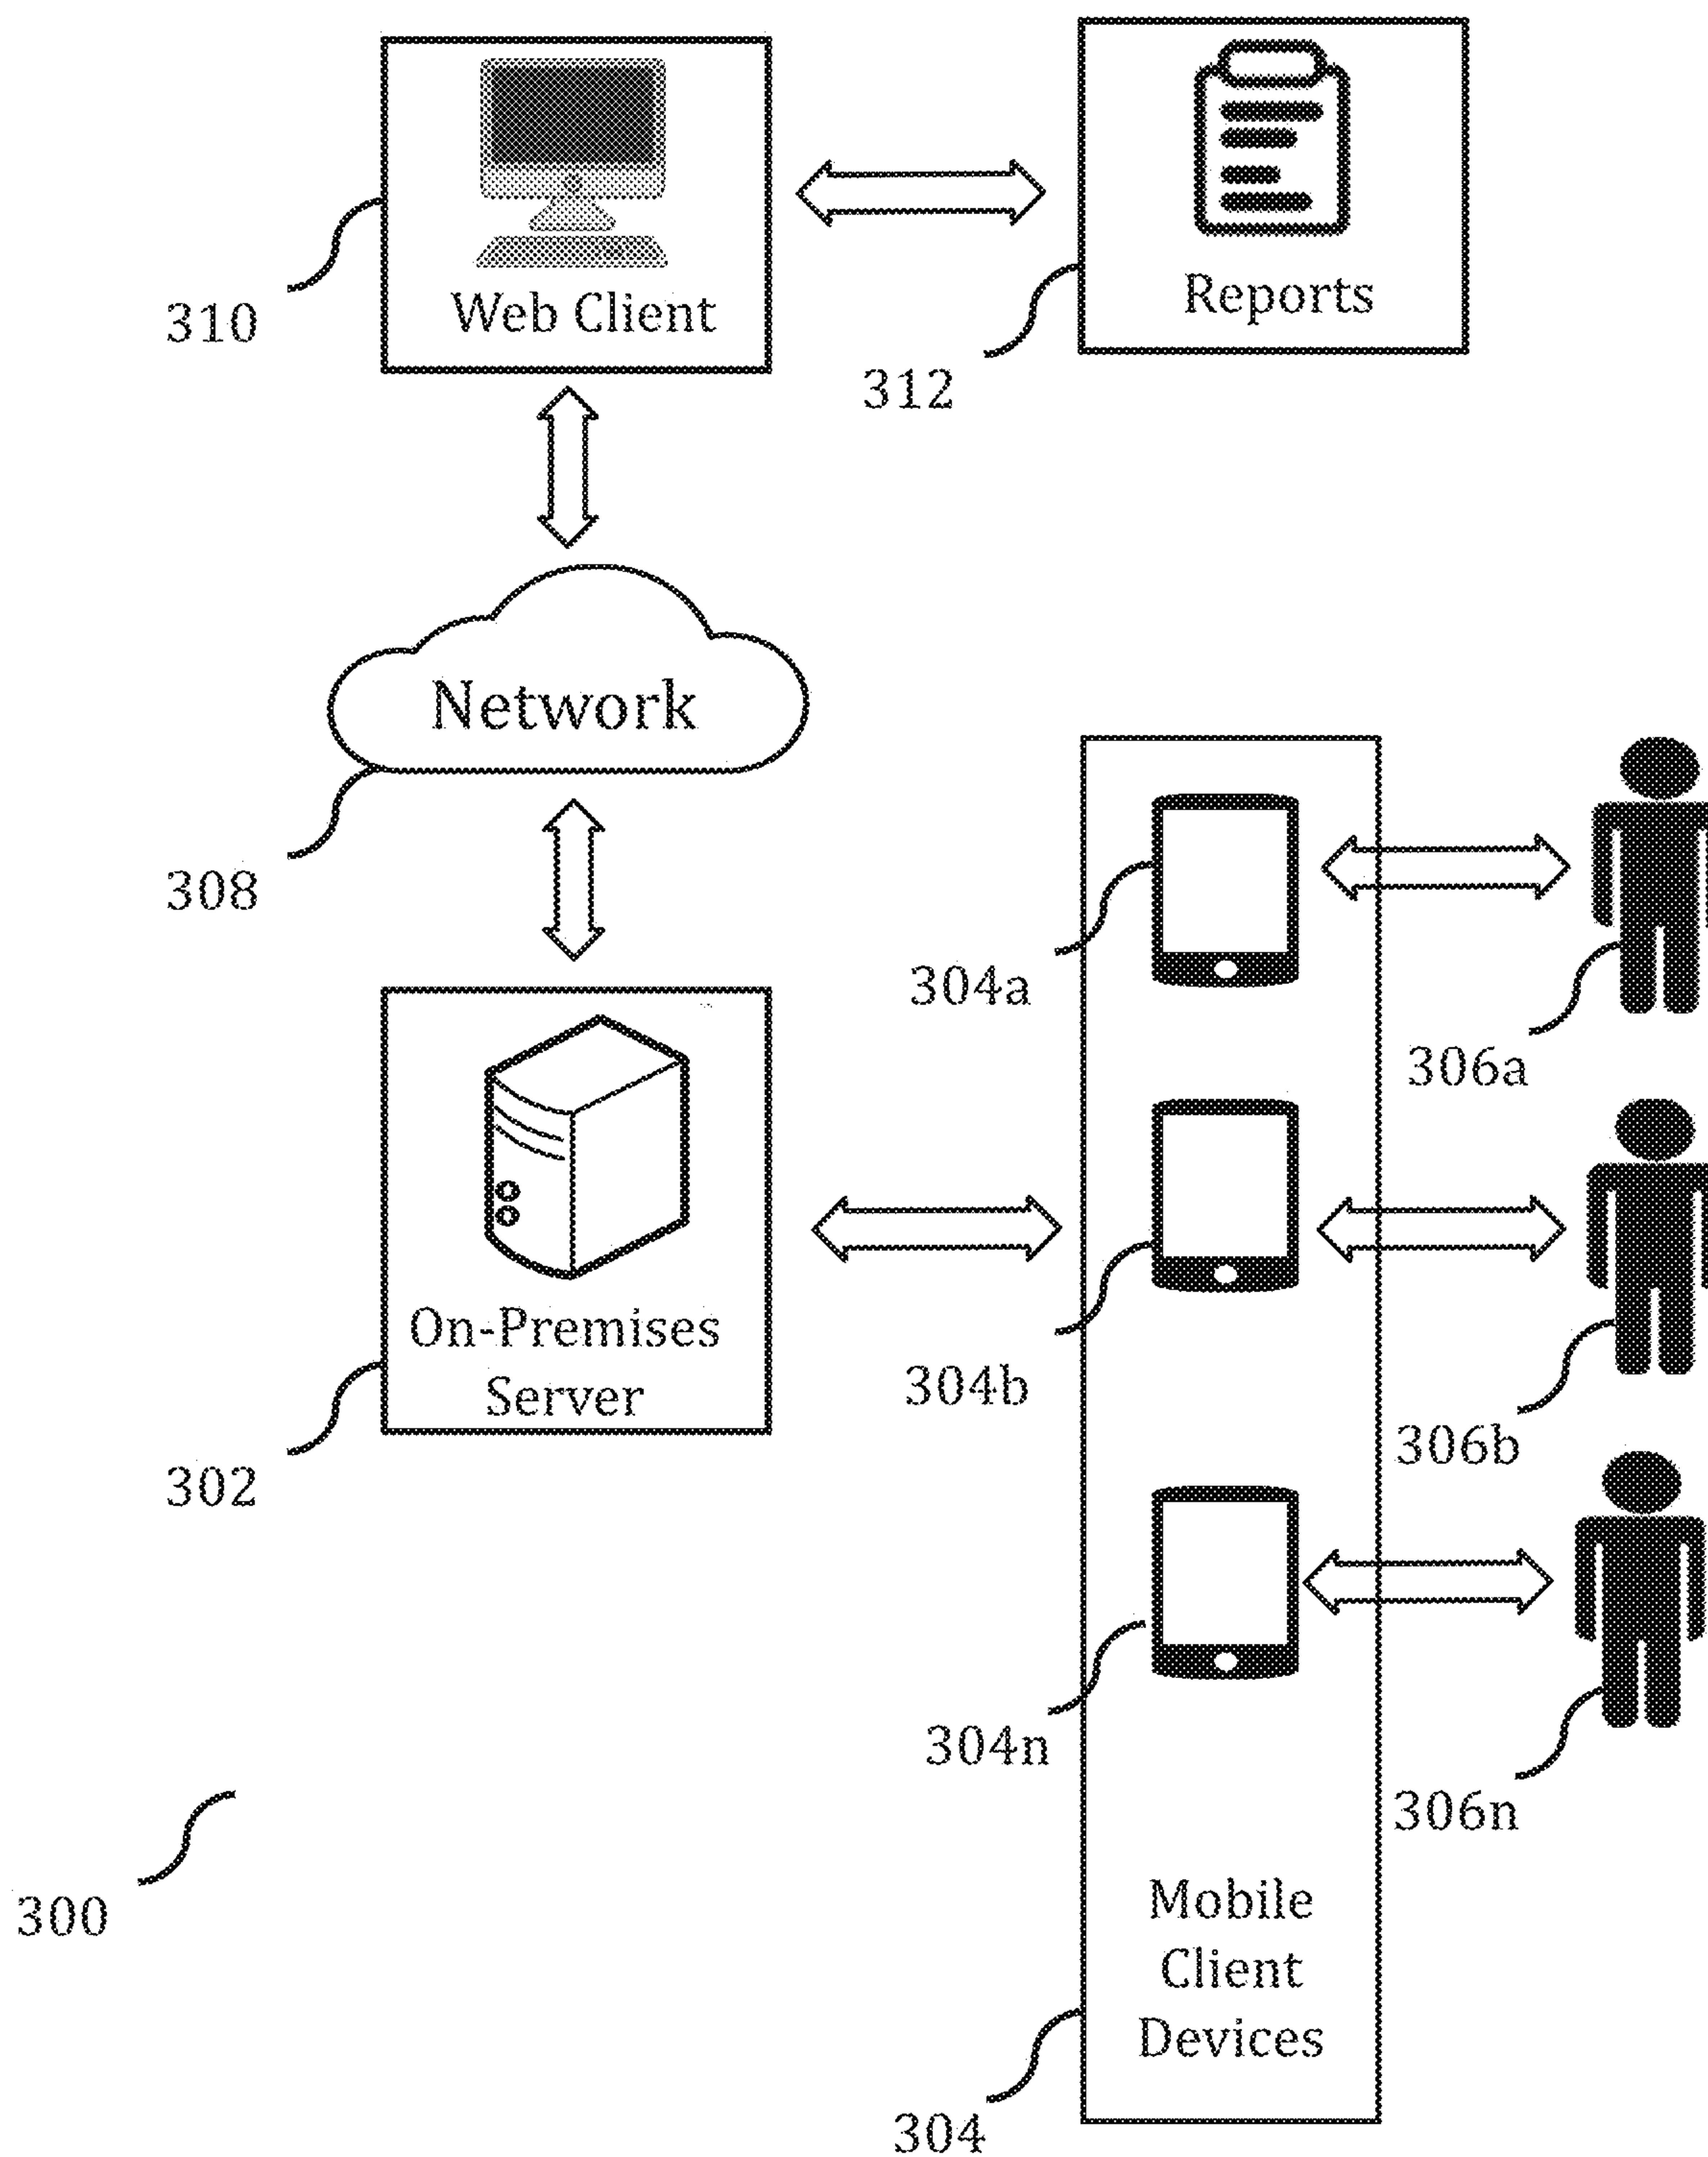 Web Client
310
Reports
312
Network
308
304a
306a
On-Premises
Server
302
304b
306b
304n
306n
300
Mobile
Client
Devices
304